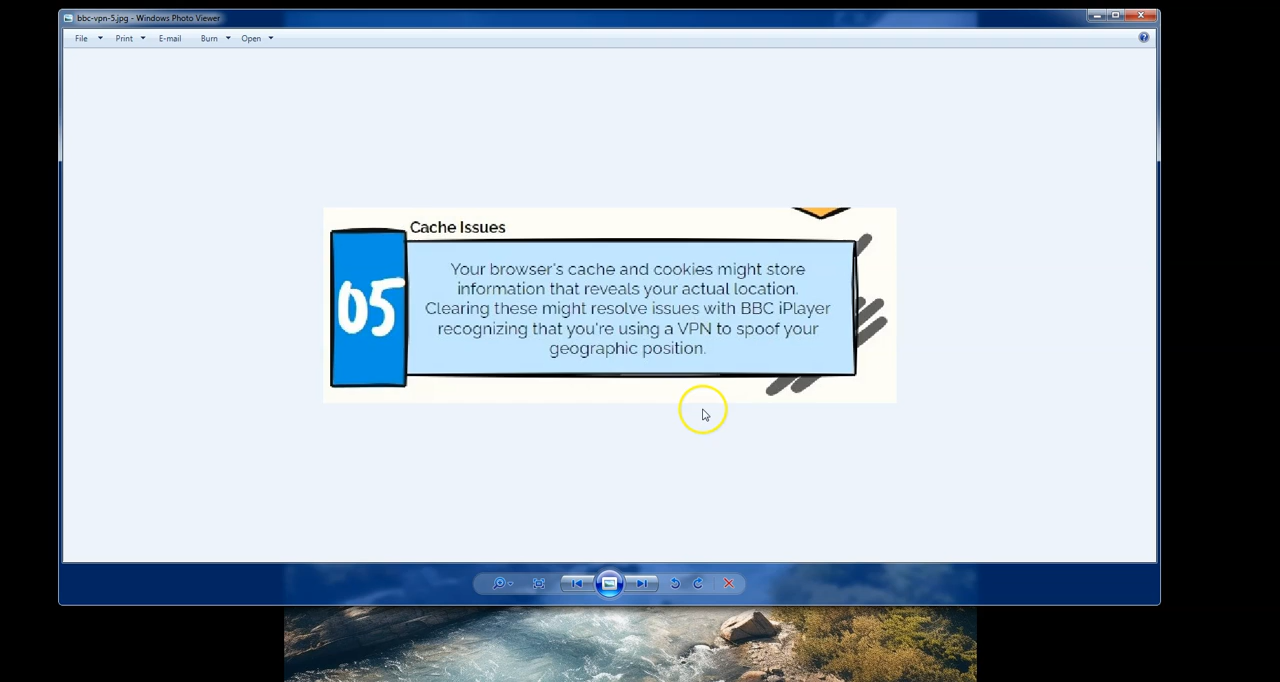 bbc-vpn-5.jpg - Windows Photo Viewer
File Print E-mail Burn Open
Cache Issues
05
Your browser's cache and cookies might store
information that reveals your actual location.
Clearing these might resolve issues with BBC iPlayer
recognizing that you're using a VPN to spoof your
geographic position.